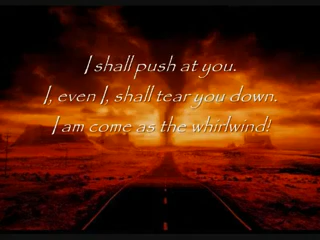 I shall push at you.
I, even I, shall tear you down.
I am come as the whirlwind!